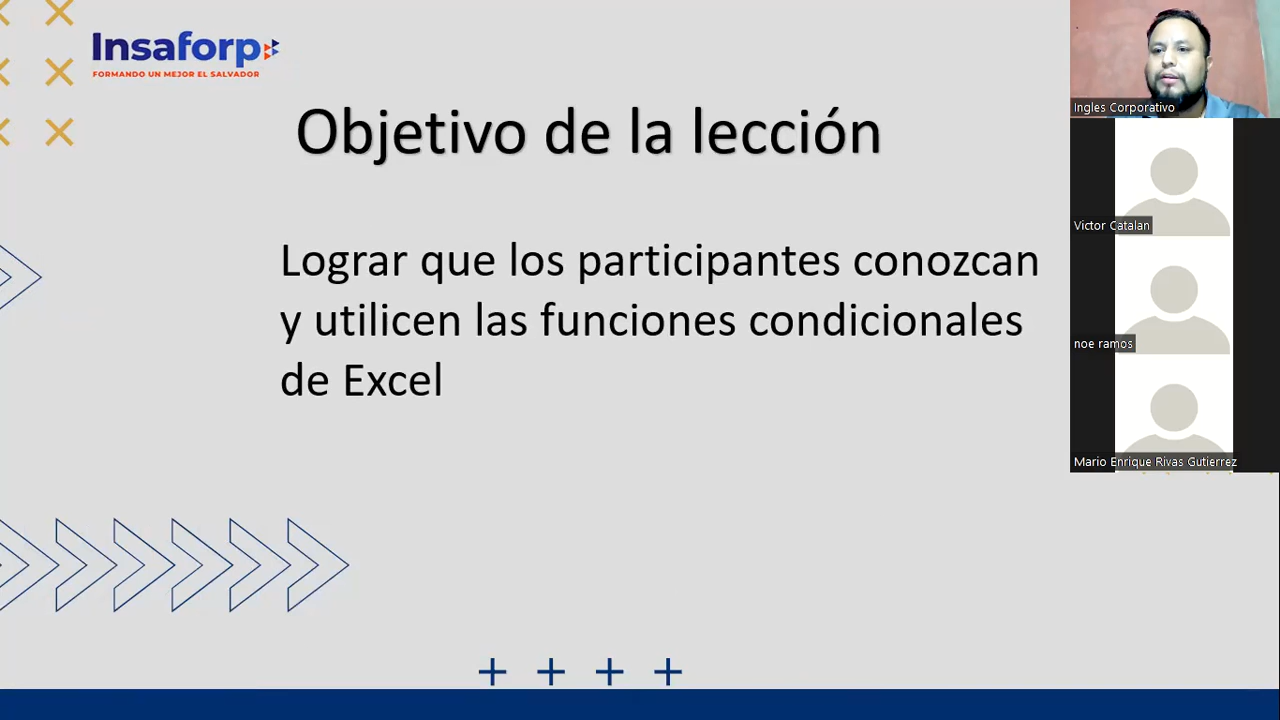 Insaforp
FORMANDO UN MEJOR EL SALVADOR
Objetivo de la lección
Lograr que los participantes conozcan
y utilicen las funciones condicionales
de Excel
Ingles Corporativo
Victor Catalan
noe ramos
Mario Enrique Rivas Gutierrez